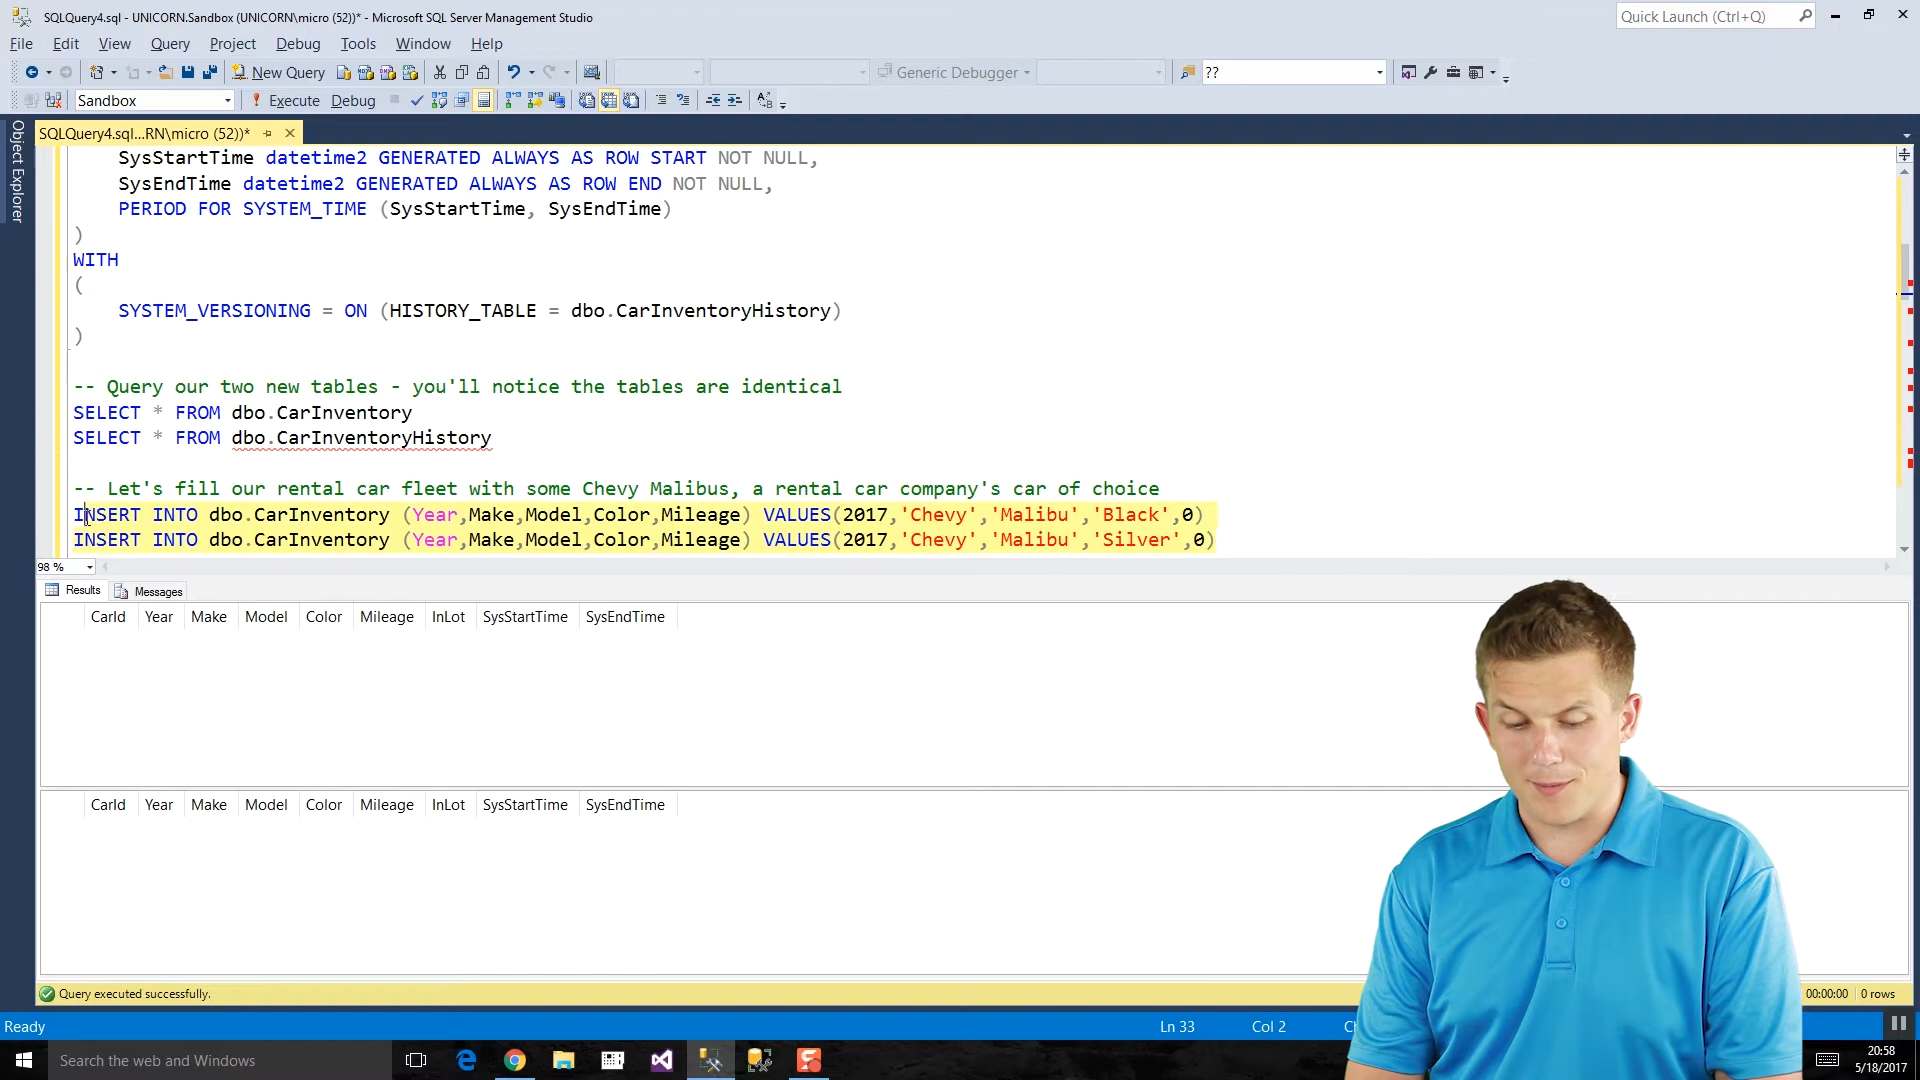 SQLQuery4.sql - UNICORN.Sandbox (UNICORN\micro (52))* - Microsoft SQL Server Management Studio
Quick Launch (Ctrl+Q)
File Edit View Query Project Debug Tools Window Help
New Query
Generic Debugger
??
Sandbox
Execute Debug
Object Explorer
SQLQuery4.sql...RN\micro (52))*
SysStartTime datetime2 GENERATED ALWAYS AS ROW START NOT NULL,
SysEndTime datetime2 GENERATED ALWAYS AS ROW END NOT NULL,
PERIOD FOR SYSTEM_TIME (SysStartTime, SysEndTime)
)
WITH
(
SYSTEM_VERSIONING = ON (HISTORY_TABLE = dbo.CarInventoryHistory)
)
-- Query our two new tables - you'll notice the tables are identical
SELECT * FROM dbo.CarInventory
SELECT * FROM dbo.CarInventoryHistory
-- Let's fill our rental car fleet with some Chevy Malibus, a rental car company's car of choice
INSERT INTO dbo.CarInventory (Year,Make,Model,Color,Mileage) VALUES(2017,'Chevy','Malibu','Black',0)
INSERT INTO dbo.CarInventory (Year,Make,Model,Color,Mileage) VALUES(2017,'Chevy','Malibu','Silver',0)
98 %
Results Messages
CarId Year Make Model Color Mileage InLot SysStartTime SysEndTime
CarId Year Make Model Color Mileage InLot SysStartTime SysEndTime
Query executed successfully.
00:00:00 0 rows
Ready
Ln 33 Col 2
Search the web and Windows
20:58
5/18/2017